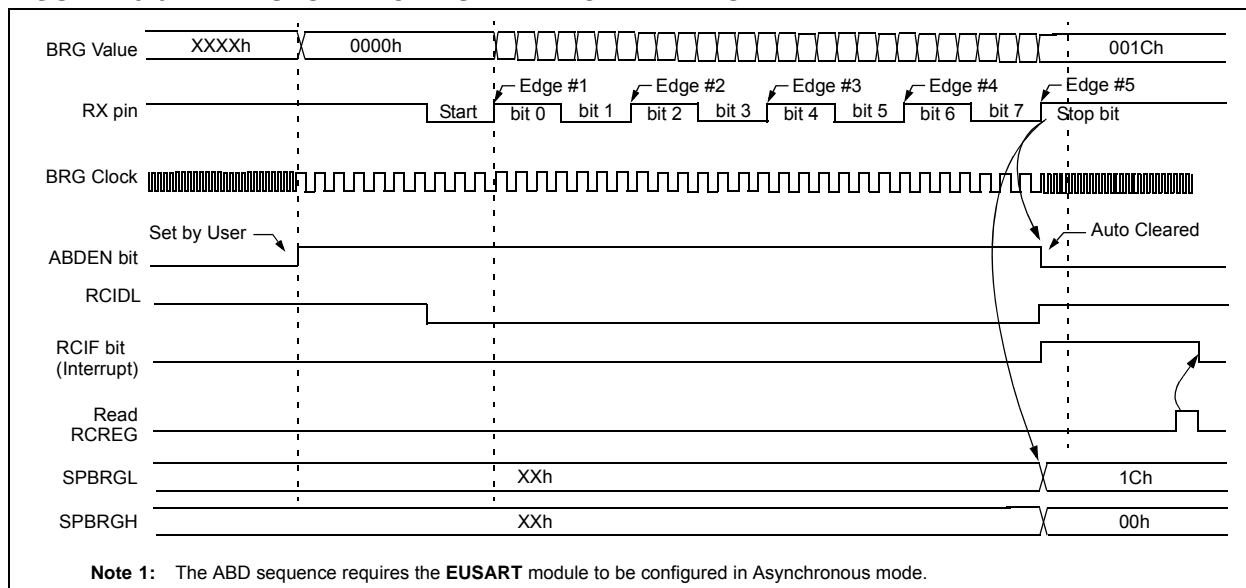 BRG Value XXXXh 0000h 001Ch
Edge #1 Edge #2 Edge #3 Edge #4 Edge #5
RX pin Start bit 0 bit 1 bit 2 bit 3 bit 4 bit 5 bit 6 bit 7 Stop bit
BRG Clock
Set by User Auto Cleared
ABDEN bit
RCIDL
RCIF bit
(Interrupt)
Read
RCREG
SPBRGL XXh 1Ch
SPBRGH XXh 00h
Note 1: The ABD sequence requires the EUSART module to be configured in Asynchronous mode.